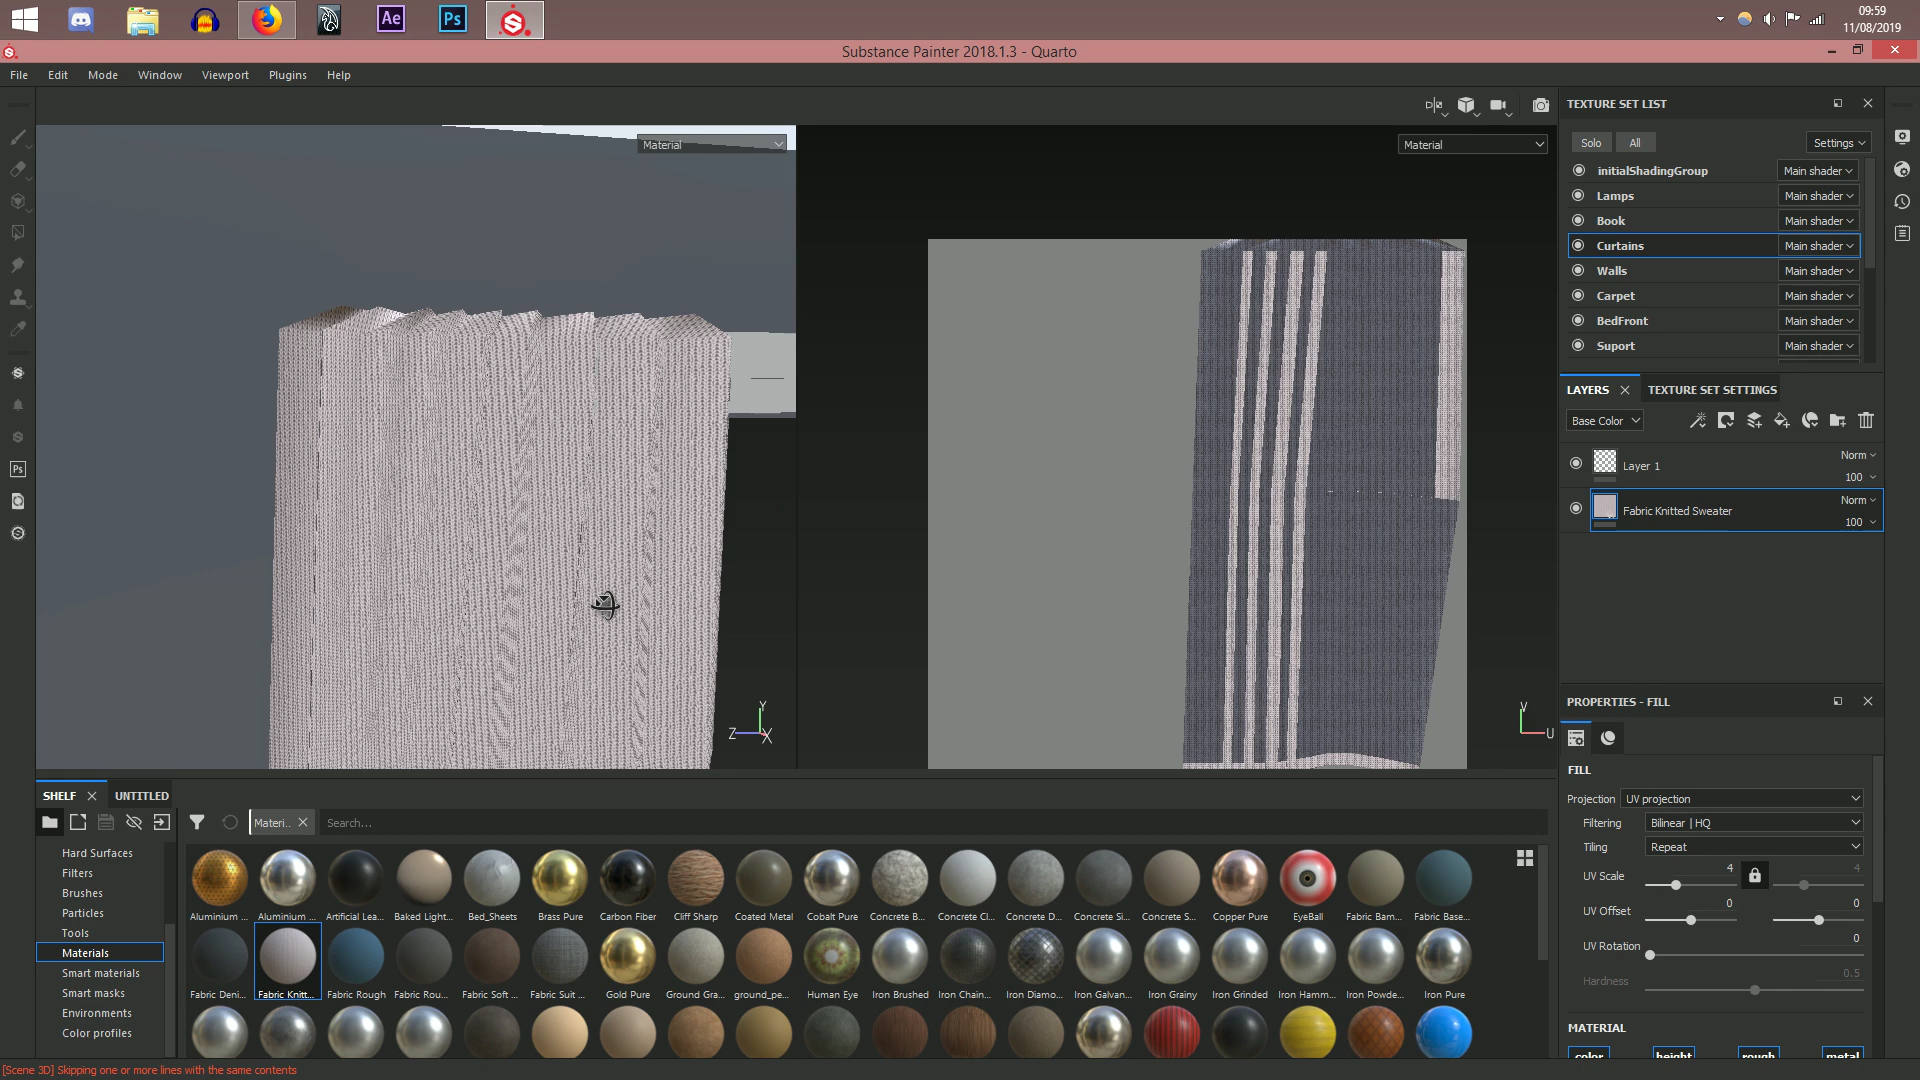 Ae
Ps
09:59
11/08/2019
Substance Painter 2018.1.3 - Quarto
File
Edit
Mode
Window
Viewport
Plugins
Help
Material
Material
Y
Z
X
V
U
TEXTURE SET LIST
Solo
All
Settings
initialShadingGroup
Main shader
Lamps
Main shader
Book
Main shader
Curtains
Main shader
Walls
Main shader
Carpet
Main shader
BedFront
Main shader
Suport
Main shader
LAYERS
TEXTURE SET SETTINGS
Base Color
Layer 1
Norm
100
Fabric Knitted Sweater
Norm
100
PROPERTIES - FILL
FILL
Projection
UV projection
Filtering
Bilinear | HQ
Tiling
Repeat
UV Scale
4
4
UV Offset
0
0
UV Rotation
0
Hardness
0.5
MATERIAL
color
height
rough
metal
Ps
SHELF
UNTITLED
Materi..
Search...
Hard Surfaces
Filters
Brushes
Particles
Tools
Materials
Smart materials
Smart masks
Environments
Color profiles
Aluminium ...
Aluminium ...
Artificial Lea...
Baked Light...
Bed_Sheets
Brass Pure
Carbon Fiber
Cliff Sharp
Coated Metal
Cobalt Pure
Concrete B...
Concrete Cl...
Concrete D...
Concrete Si...
Concrete S...
Copper Pure
EyeBall
Fabric Bam...
Fabric Base...
Fabric Deni...
Fabric Knitt...
Fabric Rough
Fabric Rou...
Fabric Soft ...
Fabric Suit ...
Gold Pure
Ground Gra...
ground_pe...
Human Eye
Iron Brushed
Iron Chain...
Iron Diamo...
Iron Galvan...
Iron Grainy
Iron Grinded
Iron Hamm...
Iron Powde...
Iron Pure
[Scene 3D] Skipping one or more lines with the same contents